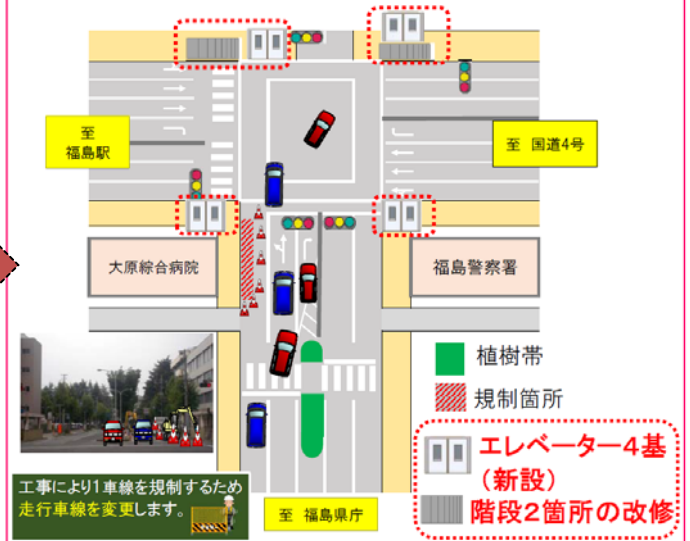 至
福島駅
至 国道4号
大原綜合病院
福島警察署
植樹帯
規制箇所
エレベーター4基
(新設)
階段2箇所の改修
工事により1車線を規制するため
走行車線を変更します。
至 福島県庁